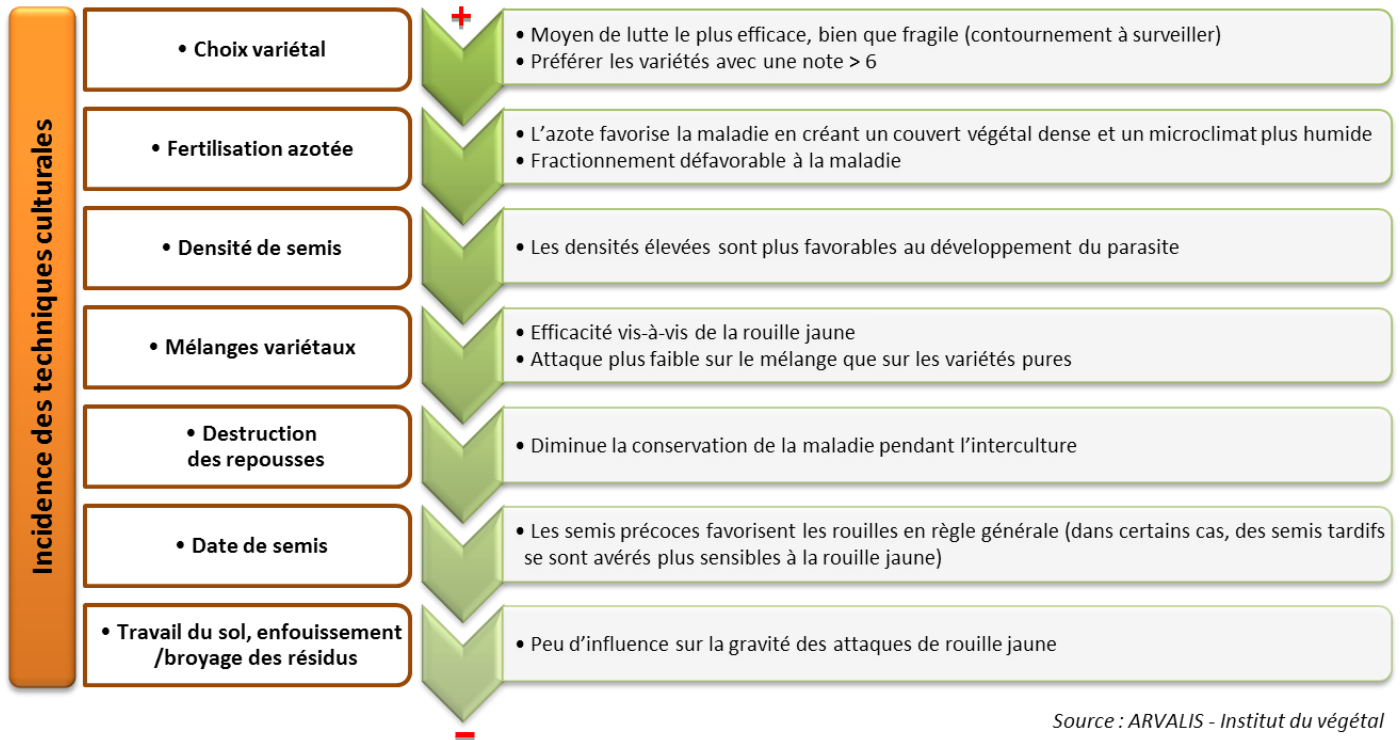 Incidence des techniques culturales
+
• Choix variétal
• Moyen de lutte le plus efficace, bien que fragile (contournement à surveiller)
• Préférer les variétés avec une note > 6
• Fertilisation azotée
• L'azote favorise la maladie en créant un couvert végétal dense et un microclimat plus humide
• Fractionnement défavorable à la maladie
• Densité de semis
• Les densités élevées sont plus favorables au développement du parasite
• Mélanges variétaux
• Efficacité vis-à-vis de la rouille jaune
• Attaque plus faible sur le mélange que sur les variétés pures
• Destruction
des repousses
• Diminue la conservation de la maladie pendant l'interculture
• Date de semis
• Les semis précoces favorisent les rouilles en règle générale (dans certains cas, des semis tardifs
se sont avérés plus sensibles à la rouille jaune)
• Travail du sol, enfouissement
/broyage des résidus
• Peu d'influence sur la gravité des attaques de rouille jaune
–
Source : ARVALIS - Institut du végétal